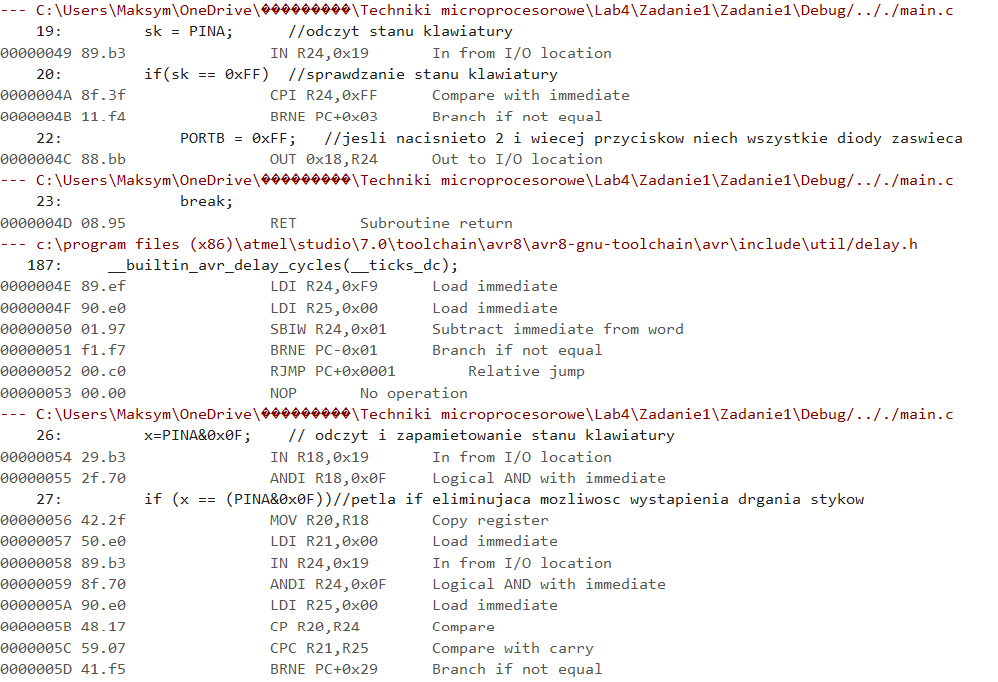 --- C:\Users\Maksym\OneDrive\���������\Techniki microprocesorowe\Lab4\Zadanie1\Zadanie1\Debug/.././main.c
19: sk = PINA; //odczyt stanu klawiatury
00000049 89.b3 IN R24,0x19 In from I/O location
20: if(sk == 0xFF) //sprawdzanie stanu klawiatury
0000004A 8f.3f CPI R24,0xFF Compare with immediate
0000004B 11.f4 BRNE PC+0x03 Branch if not equal
22: PORTB = 0xFF; //jesli nacisnieto 2 i wiecej przyciskow niech wszystkie diody zaswieca
0000004C 88.bb OUT 0x18,R24 Out to I/O location
--- C:\Users\Maksym\OneDrive\���������\Techniki microprocesorowe\Lab4\Zadanie1\Zadanie1\Debug/.././main.c
23: break;
0000004D 08.95 RET Subroutine return
--- c:\program files (x86)\atmel\studio\7.0\toolchain\avr8\avr8-gnu-toolchain\avr\include\util/delay.h
187: __builtin_avr_delay_cycles(__ticks_dc);
0000004E 89.ef LDI R24,0xF9 Load immediate
0000004F 90.e0 LDI R25,0x00 Load immediate
00000050 01.97 SBIW R24,0x01 Subtract immediate from word
00000051 f1.f7 BRNE PC-0x01 Branch if not equal
00000052 00.c0 RJMP PC+0x0001 Relative jump
00000053 00.00 NOP No operation
--- C:\Users\Maksym\OneDrive\���������\Techniki microprocesorowe\Lab4\Zadanie1\Zadanie1\Debug/.././main.c
26: x=PINA&0x0F; // odczyt i zapamietowanie stanu klawiatury
00000054 29.b3 IN R18,0x19 In from I/O location
00000055 2f.70 ANDI R18,0x0F Logical AND with immediate
27: if (x == (PINA&0x0F))//petla if eliminujaca mozliwosc wystapienia drgania stykow
00000056 42.2f MOV R20,R18 Copy register
00000057 50.e0 LDI R21,0x00 Load immediate
00000058 89.b3 IN R24,0x19 In from I/O location
00000059 8f.70 ANDI R24,0x0F Logical AND with immediate
0000005A 90.e0 LDI R25,0x00 Load immediate
0000005B 48.17 CP R20,R24 Compare
0000005C 59.07 CPC R21,R25 Compare with carry
0000005D 41.f5 BRNE PC+0x29 Branch if not equal